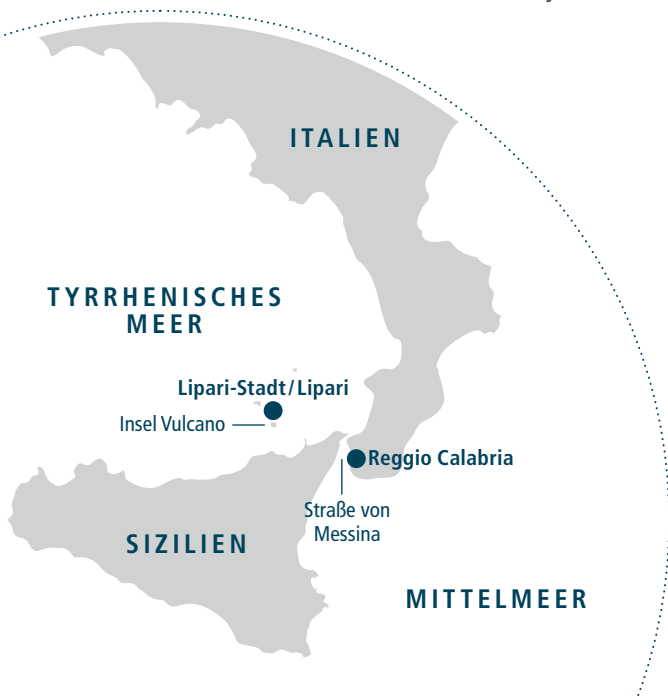 ITALIEN
TYRRHENISCHES
MEER
Lipari-Stadt/Lipari
Insel Vulcano
Reggio Calabria
Straße von
Messina
SIZILIEN
MITTELMEER